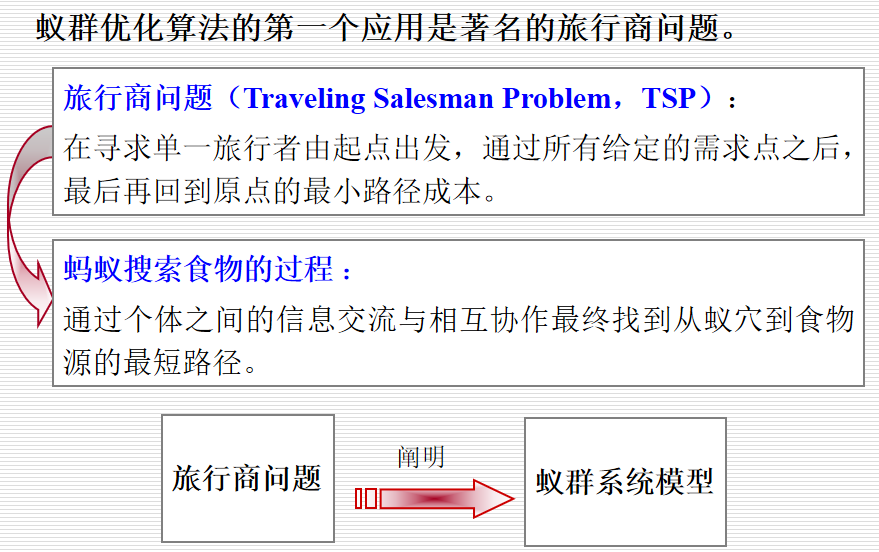 蚁群优化算法的第一个应用是著名的旅行商问题。
旅行商问题（Traveling Salesman Problem，TSP）：
在寻求单一旅行者由起点出发，通过所有给定的需求点之后，
最后再回到原点的最小路径成本。
蚂蚁搜索食物的过程：
通过个体之间的信息交流与相互协作最终找到从蚁穴到食物
源的最短路径。
旅行商问题
阐明
蚁群系统模型